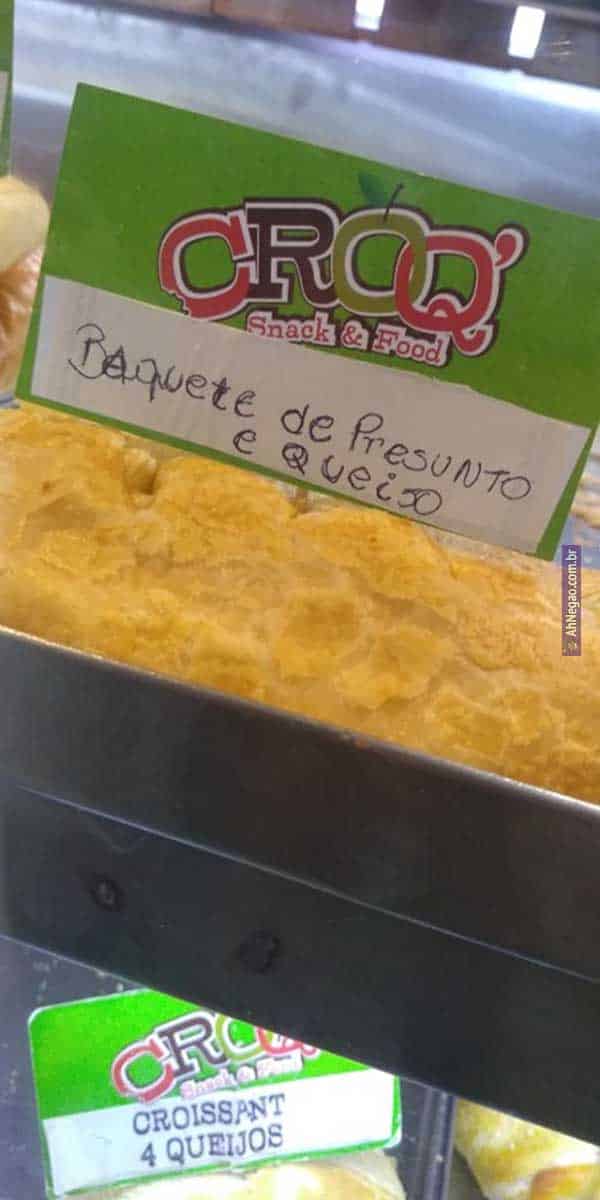 CROQ'
Snack & Food
BAquete de PresUNTO
e QUeiJO
© AhNegao.com.br
CROQ'
Snack & Food
CROISSANT
4 QUEIJOS